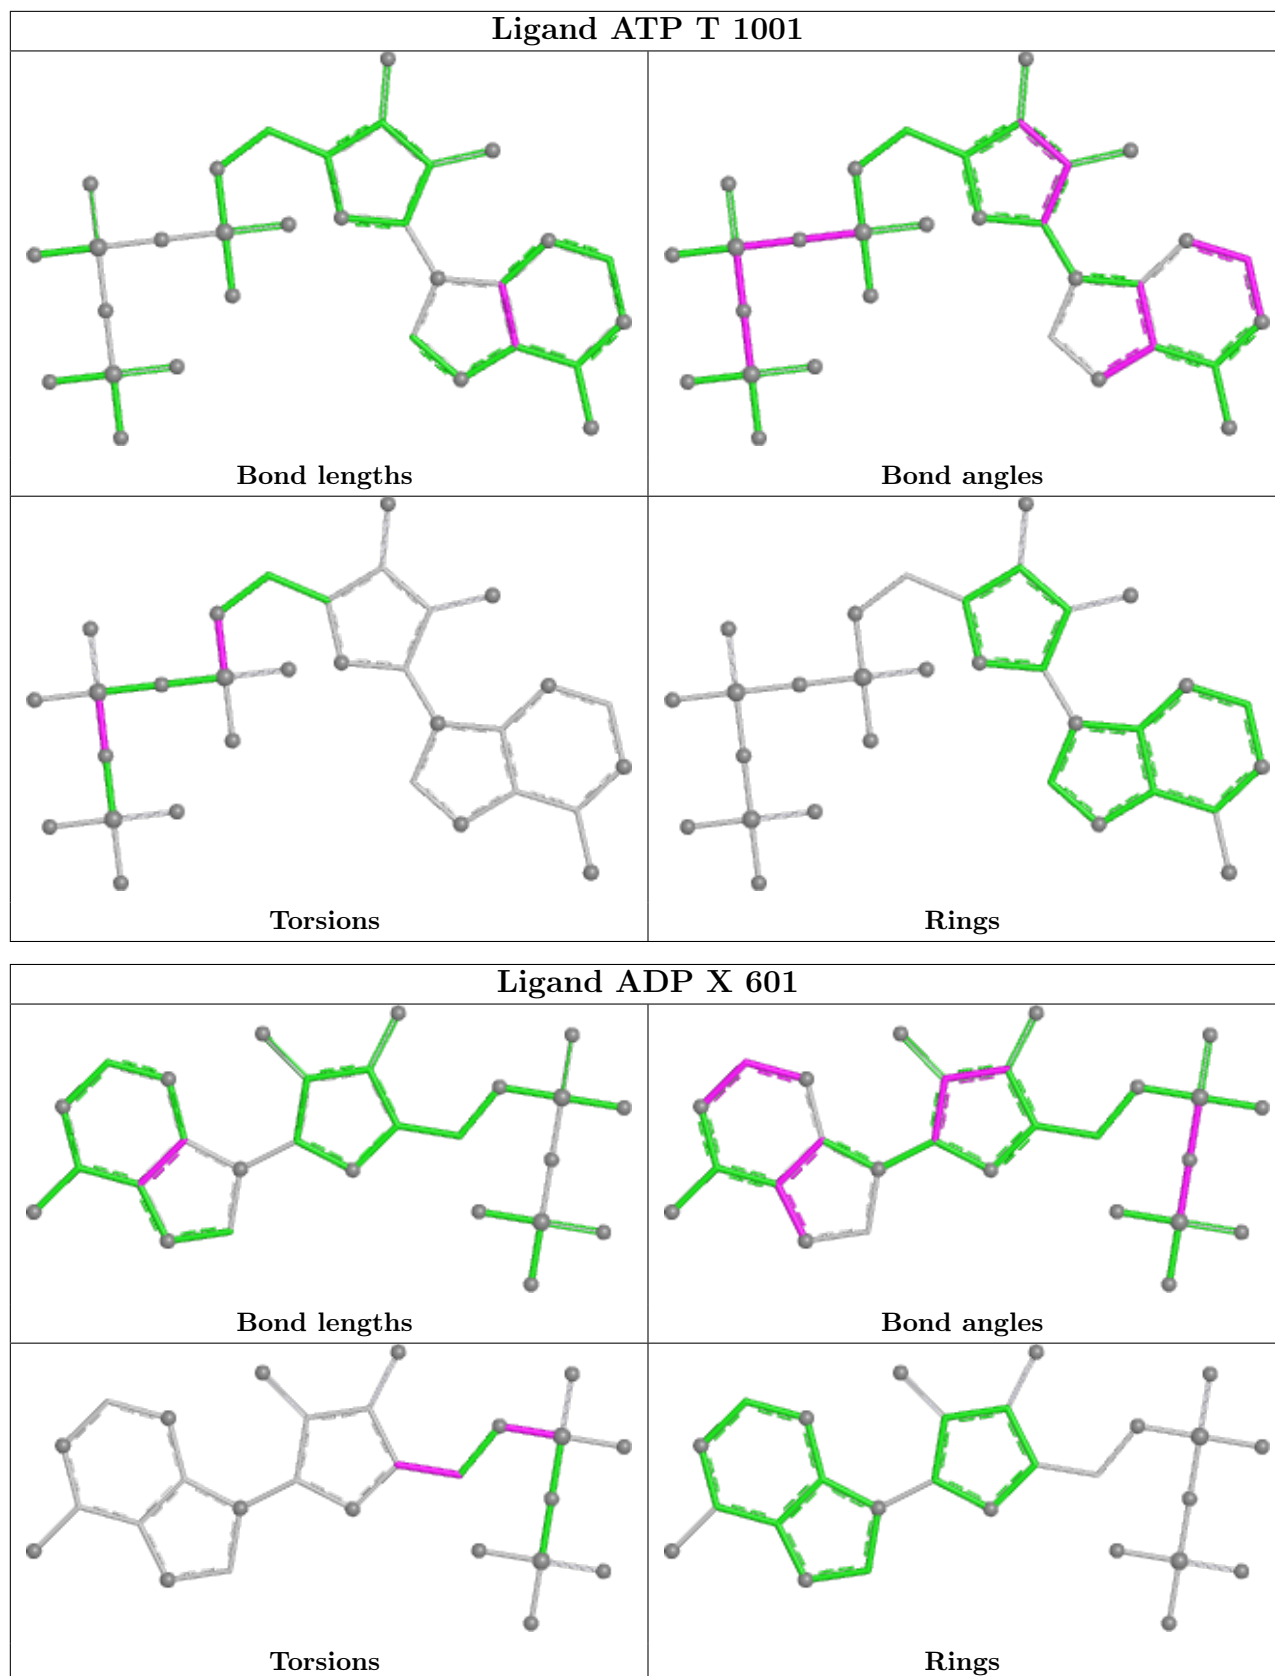 Ligand ATP T 1001
Bond lengths
Bond angles
Torsions
Rings
Ligand ADP X 601
Bond lengths
Bond angles
Torsions
Rings